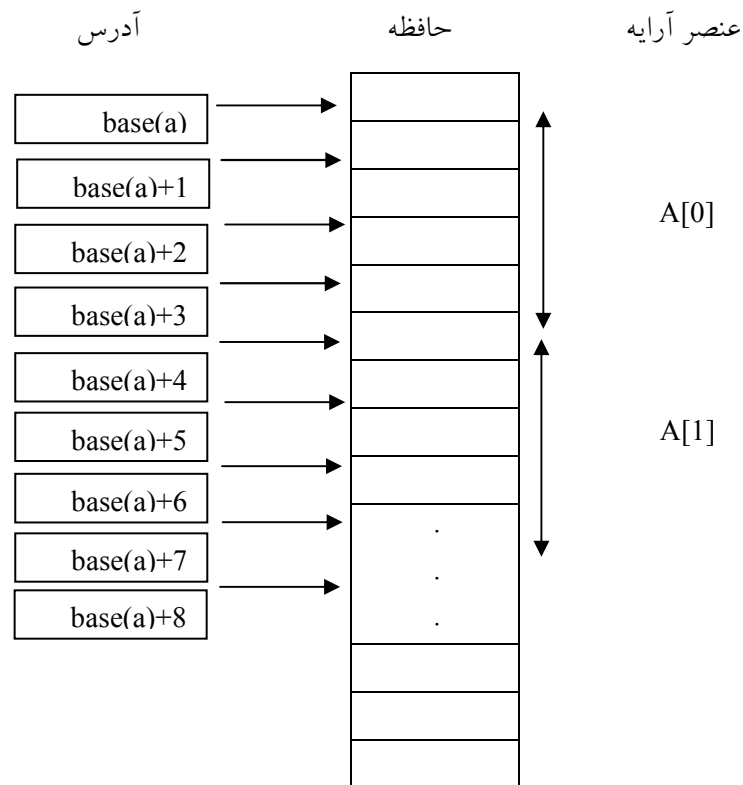 عنصر آرایه حافظه آدرس
base(a)
base(a)+1
A[0]
base(a)+2
base(a)+3
base(a)+4
A[1]
base(a)+5
base(a)+6
.
base(a)+7
.
base(a)+8
.